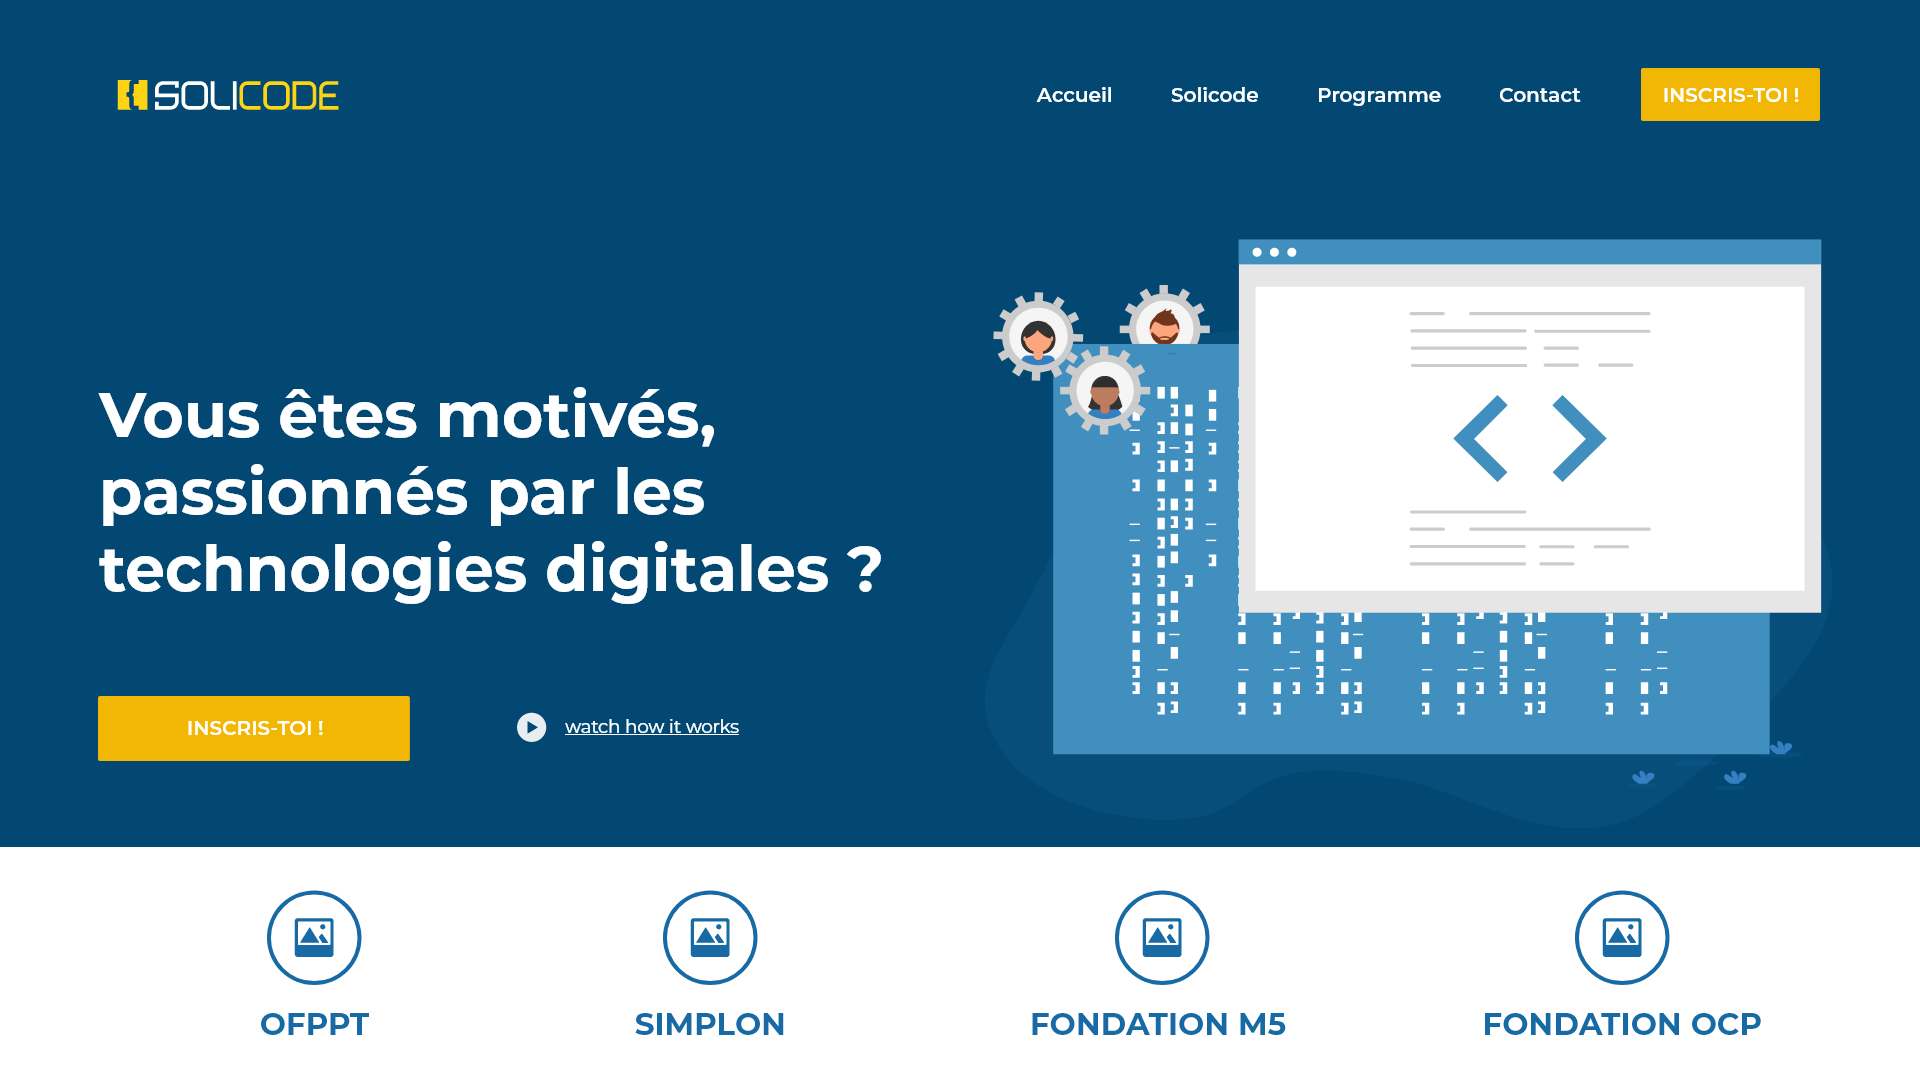 SOLICODE
Accueil
Solicode
Programme
Contact
INSCRIS-TOI !
Vous êtes motivés,
passionnés par les
technologies digitales ?
INSCRIS-TOI !
watch how it works
OFPPT
SIMPLON
FONDATION M5
FONDATION OCP